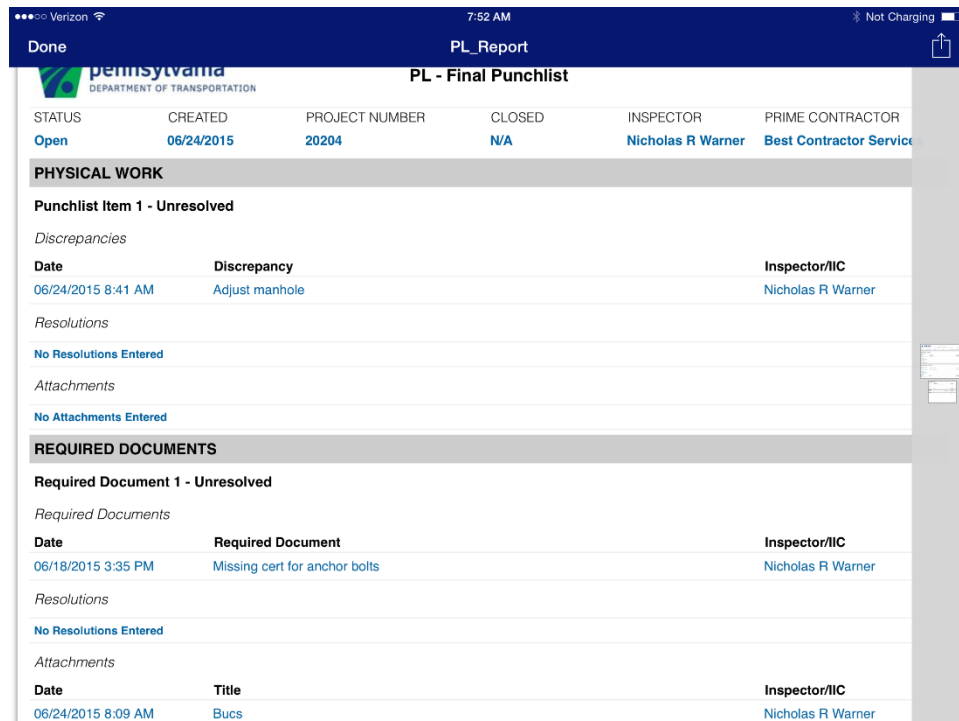 Verizon 7:52 AM Not Charging
Done PL_Report
pennsylvania
DEPARTMENT OF TRANSPORTATION
PL - Final Punchlist
STATUS CREATED PROJECT NUMBER CLOSED INSPECTOR PRIME CONTRACTOR
Open 06/24/2015 20204 N/A Nicholas R Warner Best Contractor Services
PHYSICAL WORK
Punchlist Item 1 - Unresolved
Discrepancies
Date Discrepancy Inspector/IIC
06/24/2015 8:41 AM Adjust manhole Nicholas R Warner
Resolutions
No Resolutions Entered
Attachments
No Attachments Entered
REQUIRED DOCUMENTS
Required Document 1 - Unresolved
Required Documents
Date Required Document Inspector/IIC
06/18/2015 3:35 PM Missing cert for anchor bolts Nicholas R Warner
Resolutions
No Resolutions Entered
Attachments
Date Title Inspector/IIC
06/24/2015 8:09 AM Bucs Nicholas R Warner